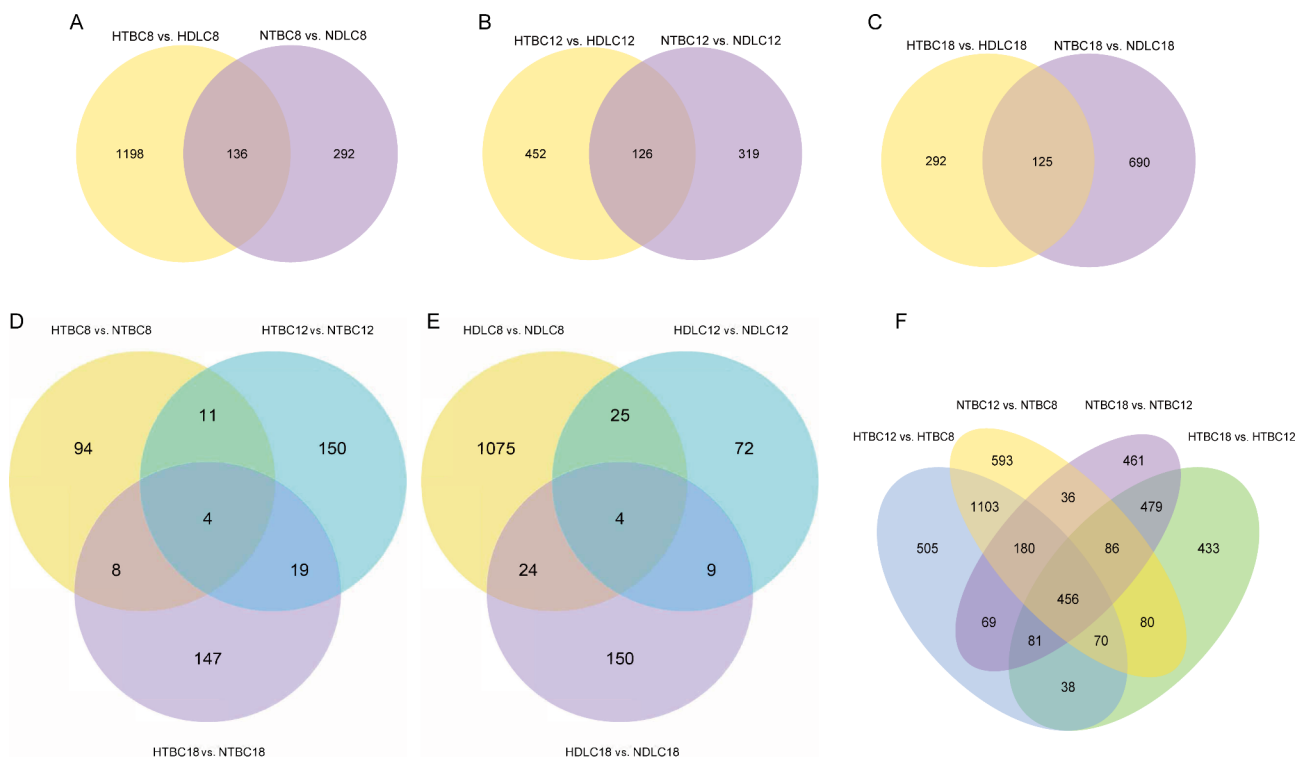 A
HTBC8 vs. HDLC8
NTBC8 vs. NDLC8
1198
136
292
B
HTBC12 vs. HDLC12
NTBC12 vs. NDLC12
452
126
319
C
HTBC18 vs. HDLC18
NTBC18 vs. NDLC18
292
125
690
D
HTBC8 vs. NTBC8
HTBC12 vs. NTBC12
94
11
150
4
8
19
147
HTBC18 vs. NTBC18
E
HDLC8 vs. NDLC8
HDLC12 vs. NDLC12
1075
25
72
4
24
9
150
HDLC18 vs. NDLC18
F
NTBC12 vs. NTBC8
NTBC18 vs. NTBC12
HTBC12 vs. HTBC8
HTBC18 vs. HTBC12
593
461
1103
36
479
505
180
86
433
456
69
80
81
70
38